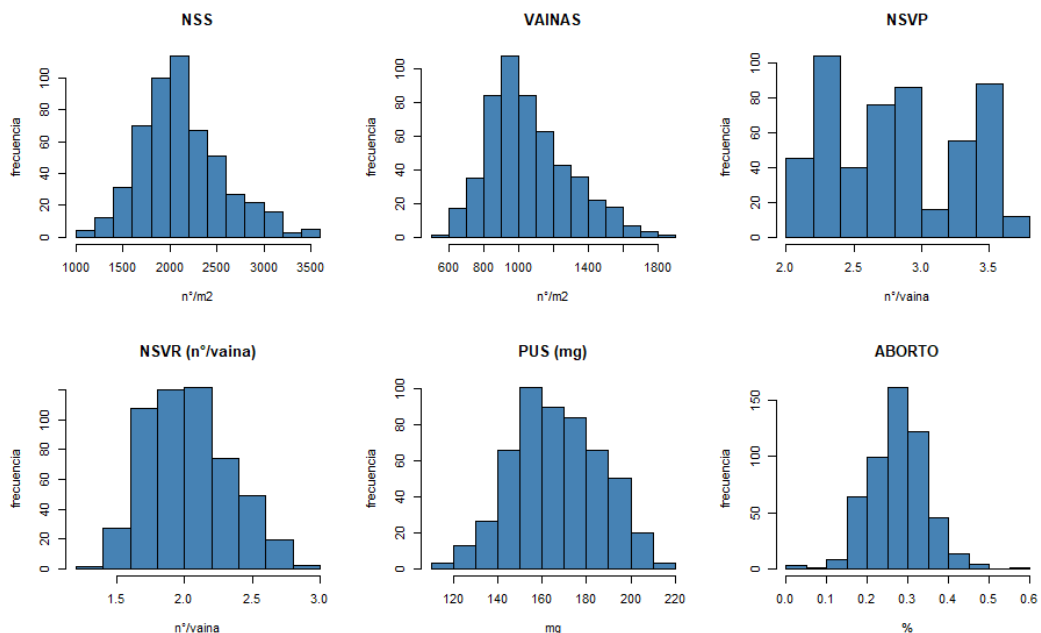 NSS
frecuencia
0 20 40 60 80 100
1000 1500 2000 2500 3000 3500
n°/m2
VAINAS
frecuencia
0 20 40 60 80 100
600 800 1000 1400 1800
n°/m2
NSVP
frecuencia
0 20 40 60 80 100
2.0 2.5 3.0 3.5
n°/vaina
NSVR (n°/vaina)
frecuencia
0 20 40 60 80 100
1.5 2.0 2.5 3.0
n°/vaina
PUS (mg)
frecuencia
0 20 40 60 80 100
120 140 160 180 200 220
mg
ABORTO
frecuencia
0 50 100 150
0.0 0.1 0.2 0.3 0.4 0.5 0.6
%